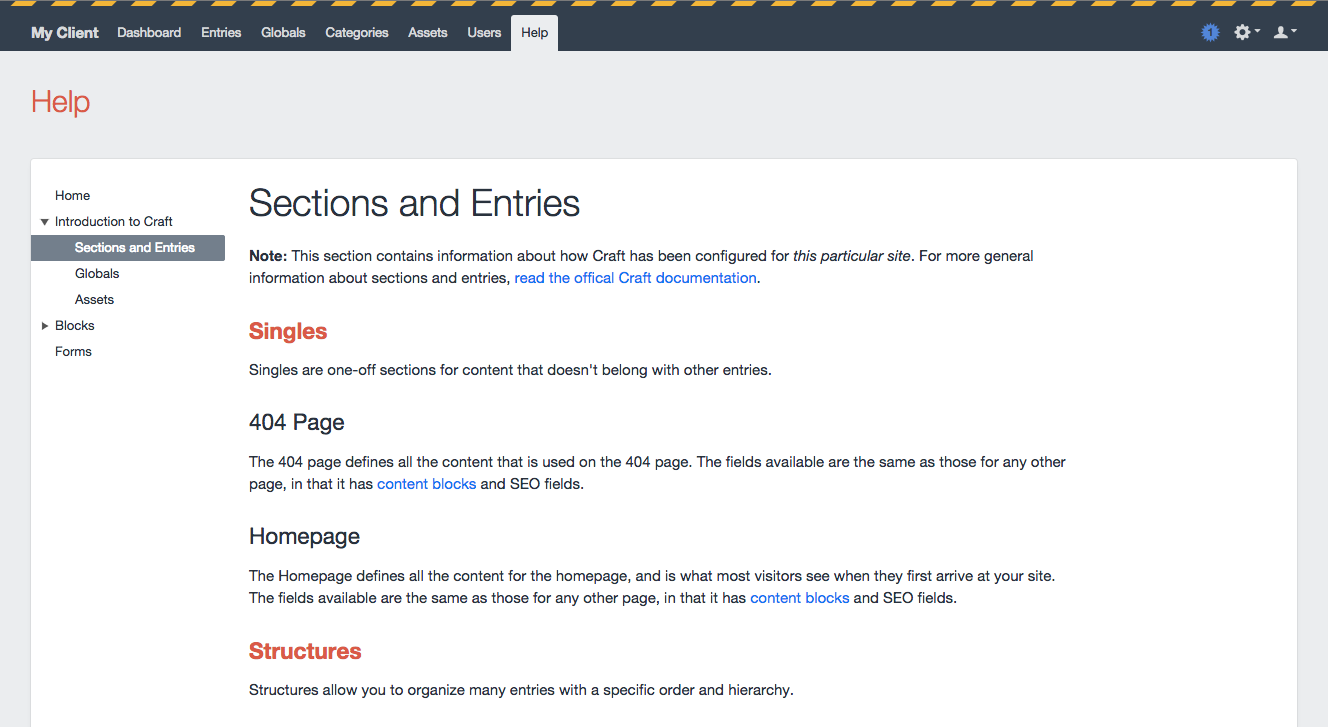 My Client Dashboard Entries Globals Categories Assets Users Help 1
Help
Home
Introduction to Craft
Sections and Entries
Globals
Assets
Blocks
Forms
Sections and Entries
Note: This section contains information about how Craft has been configured for this particular site. For more general
information about sections and entries, read the offical Craft documentation.
Singles
Singles are one-off sections for content that doesn't belong with other entries.
404 Page
The 404 page defines all the content that is used on the 404 page. The fields available are the same as those for any other
page, in that it has content blocks and SEO fields.
Homepage
The Homepage defines all the content for the homepage, and is what most visitors see when they first arrive at your site.
The fields available are the same as those for any other page, in that it has content blocks and SEO fields.
Structures
Structures allow you to organize many entries with a specific order and hierarchy.